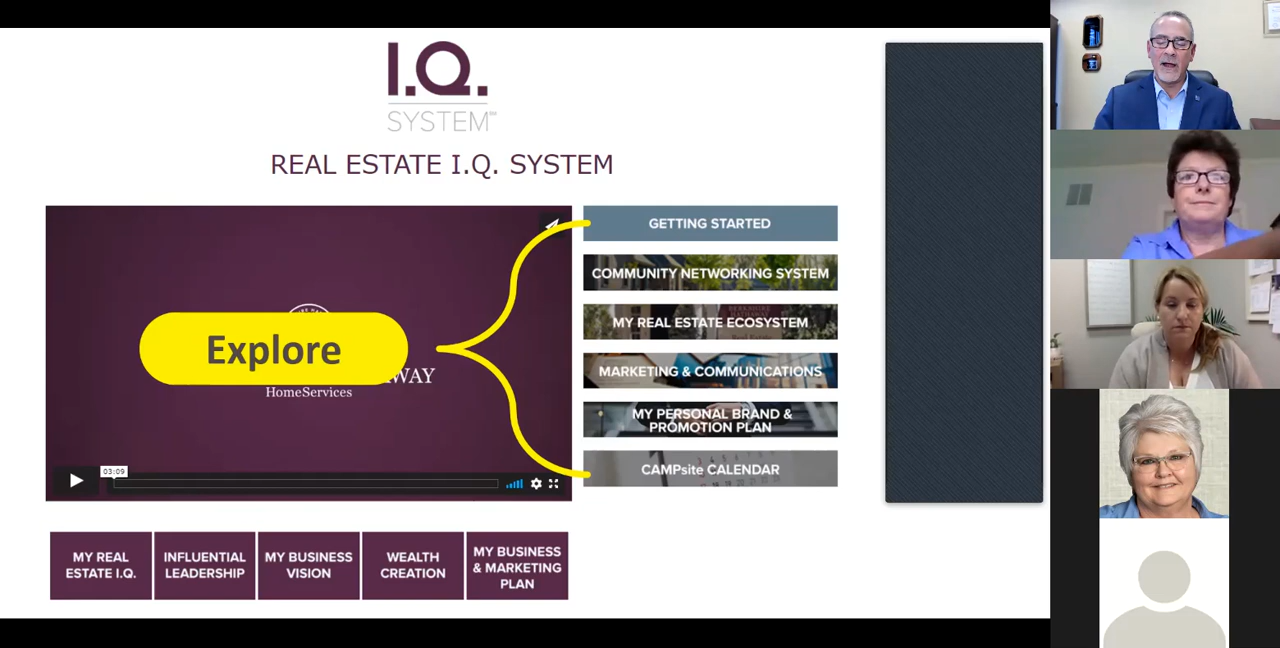 I.Q.
SYSTEM
REAL ESTATE I.Q. SYSTEM
GETTING STARTED
COMMUNITY NETWORKING SYSTEM
MY REAL ESTATE ECOSYSTEM
MARKETING & COMMUNICATIONS
MY PERSONAL BRAND &
PROMOTION PLAN
CAMPsite CALENDAR
Explore
WAY
HomeServices
03:09
MY REAL
ESTATE I.Q.
INFLUENTIAL
LEADERSHIP
MY BUSINESS
VISION
WEALTH
CREATION
MY BUSINESS
& MARKETING
PLAN